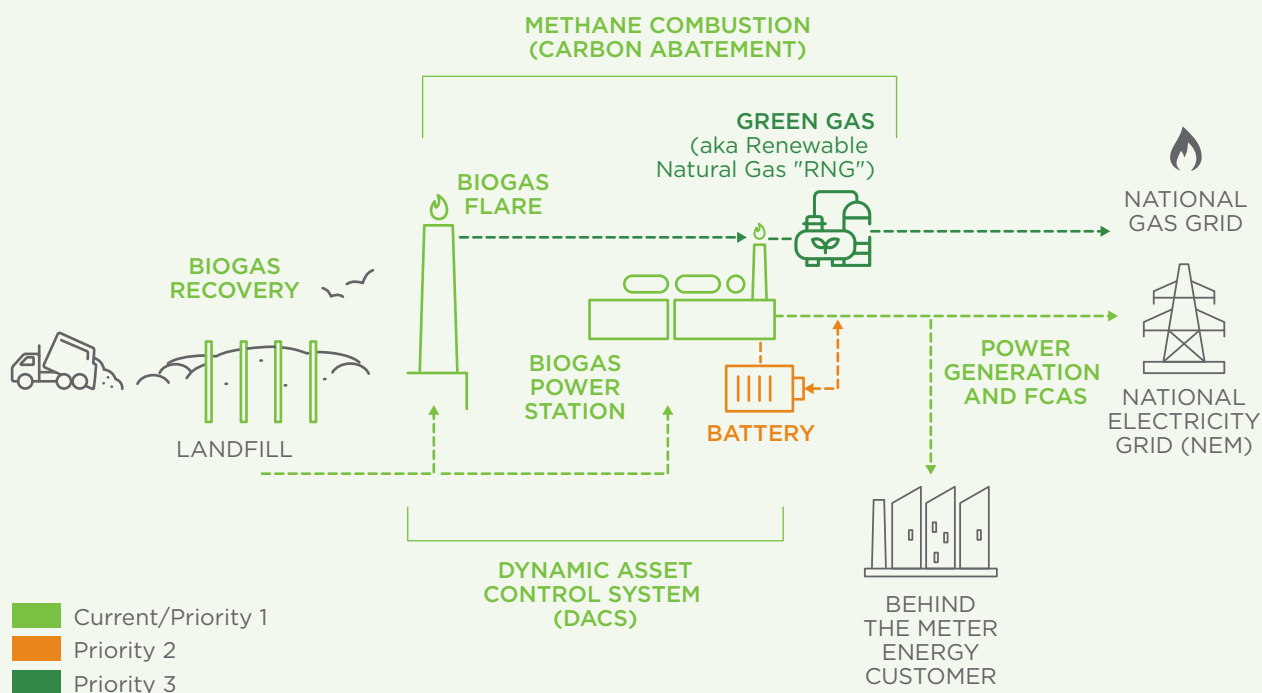 METHANE COMBUSTION
(CARBON ABATEMENT)
GREEN GAS
(aka Renewable
Natural Gas "RNG")
BIOGAS
FLARE
NATIONAL
GAS GRID
BIOGAS
RECOVERY
LANDFILL
BIOGAS
POWER
STATION
BATTERY
POWER
GENERATION
AND FCAS
NATIONAL
ELECTRICITY
GRID (NEM)
DYNAMIC ASSET
CONTROL SYSTEM
(DACS)
BEHIND
THE METER
ENERGY
CUSTOMER
Current/Priority 1
Priority 2
Priority 3